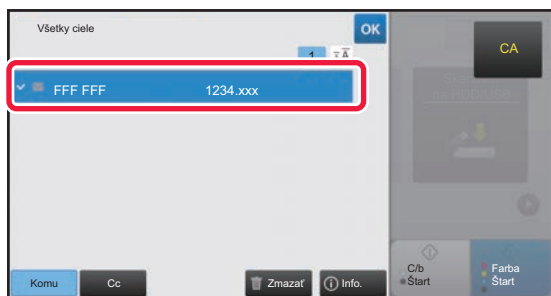 Všetky ciele
OK
CA
1
FFF FFF 1234.xxx
Komu
Cc
Zmazať
Info.
C/b
Štart
Farba
Štart